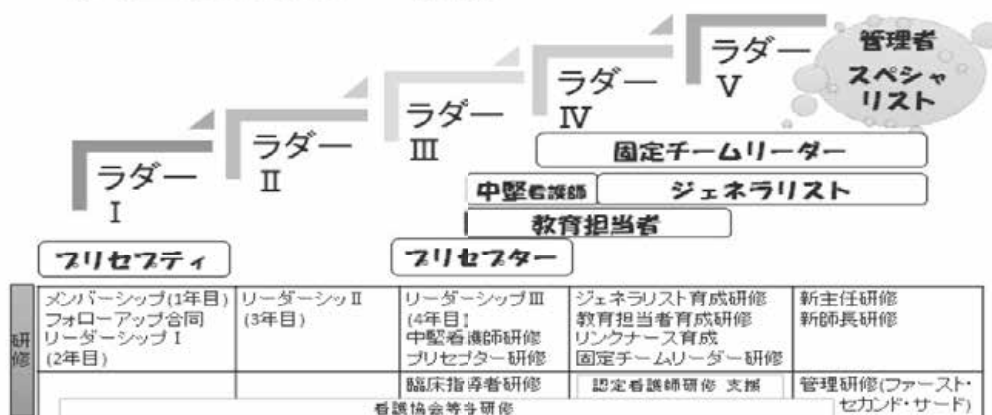 ラダー
I
ラダー
II
ラダー
III
ラダー
IV
ラダー
V
管理者
スペシャ
リスト
固定チームリーダー
中堅看護師
ジェネラリスト
教育担当者
プリセプティ
プリセプター
研修
メンバーシップ(1年目)
フォローアップ合同
リーダーシップ I
(2年目)
リーダーシッII
(3年目)
リーダーシップIII
(4年目)
中堅看護師研修
プリセプター研修
ジェネラリスト育成研修
教育担当者育成研修
リンクナース育成
固定チームリーダー研修
新主任研修
新師長研修
臨床指導者研修
認定看護師研修 支援
管理研修(ファースト・
セカンド・サード)
看護協会等研修